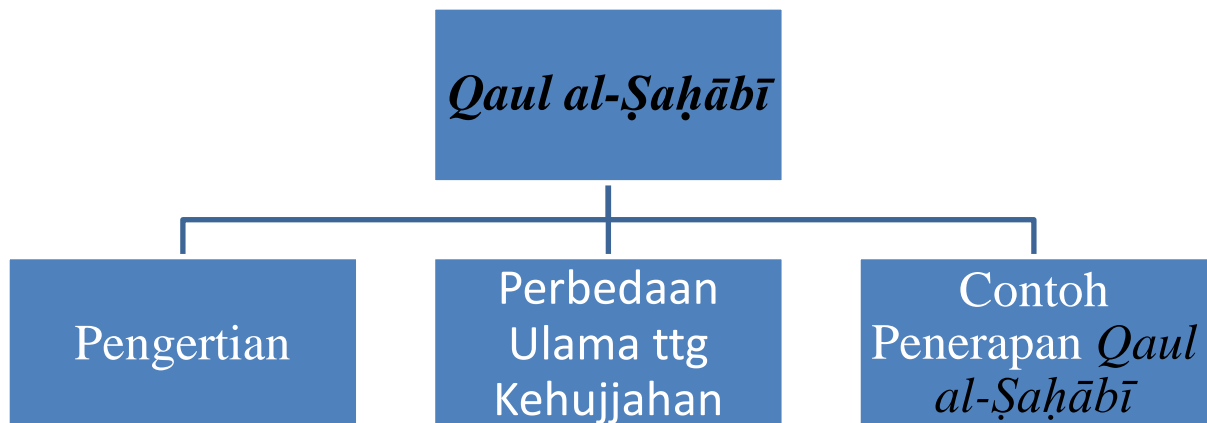 Qaul al-Ṣaḥābī
Pengertian
Perbedaan
Ulama ttg
Kehujjahan
Contoh
Penerapan Qaul
al-Ṣaḥābī